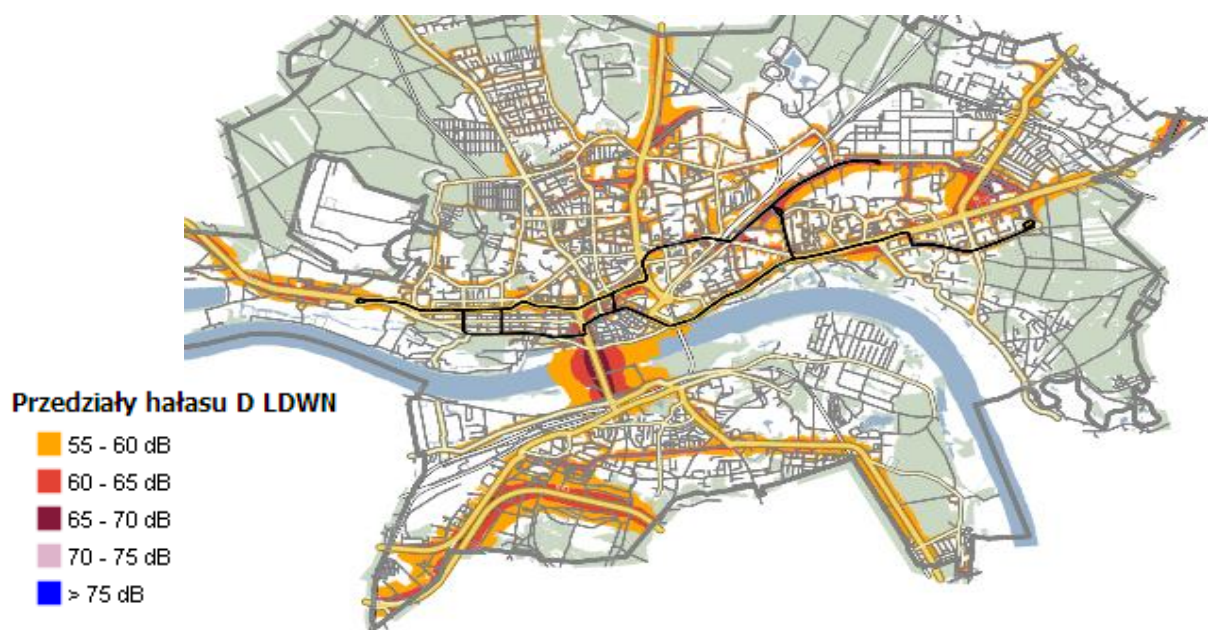 Przedziały hałasu D LDWN
55 - 60 dB
60 - 65 dB
65 - 70 dB
70 - 75 dB
> 75 dB